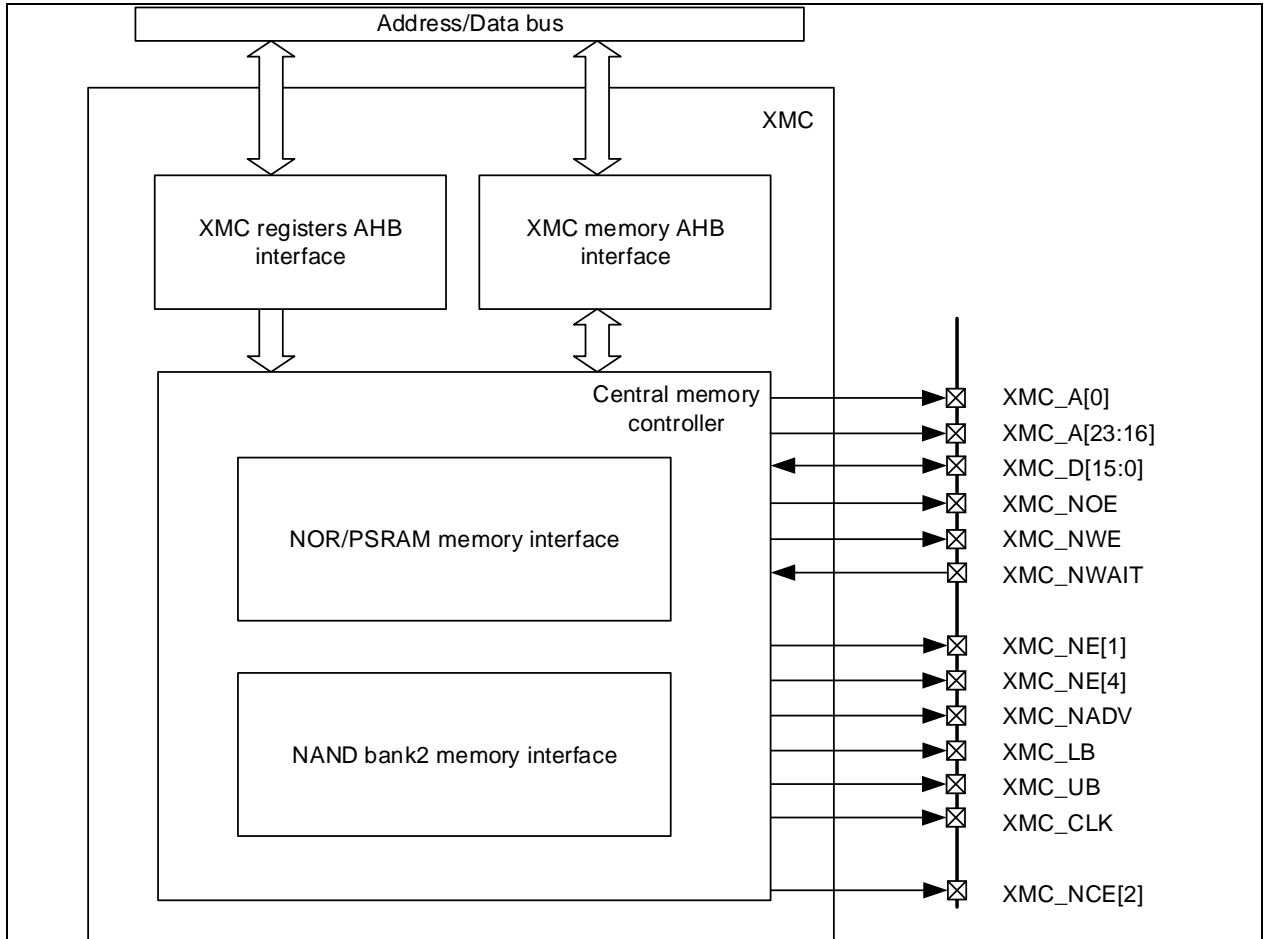 Address/Data bus
XMC
XMC registers AHB
interface
XMC memory AHB
interface
Central memory
controller
NOR/PSRAM memory interface
NAND bank2 memory interface
XMC_A[0]
XMC_A[23:16]
XMC_D[15:0]
XMC_NOE
XMC_NWE
XMC_NWAIT
XMC_NE[1]
XMC_NE[4]
XMC_NADV
XMC_LB
XMC_UB
XMC_CLK
XMC_NCE[2]